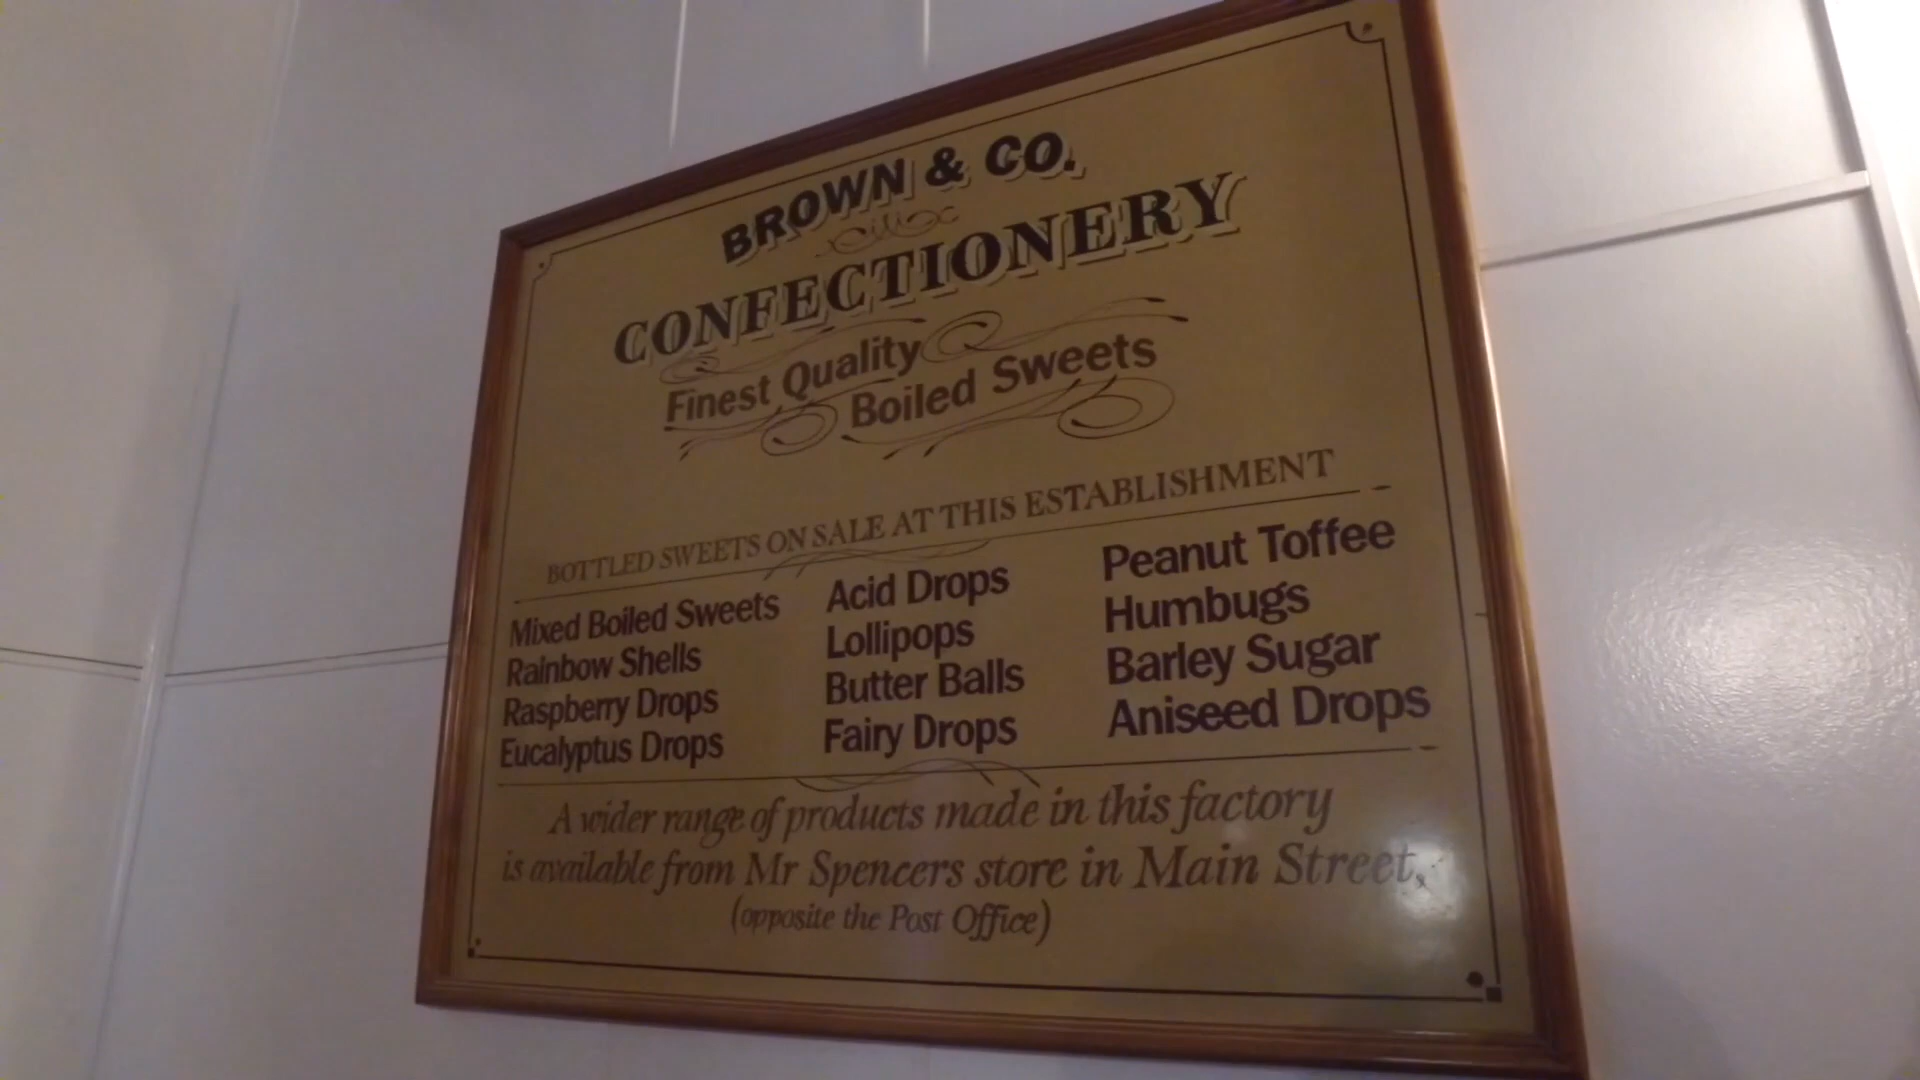 BROWN & CO.
CONFECTIONERY
Finest Quality
Boiled Sweets
BOTTLED SWEETS ON SALE AT THIS ESTABLISHMENT
Mixed Boiled Sweets
Rainbow Shells
Raspberry Drops
Eucalyptus Drops
Acid Drops
Lollipops
Butter Balls
Fairy Drops
Peanut Toffee
Humbugs
Barley Sugar
Aniseed Drops
A wider range of products made in this factory
is available from Mr Spencers store in Main Street,
(opposite the Post Office)